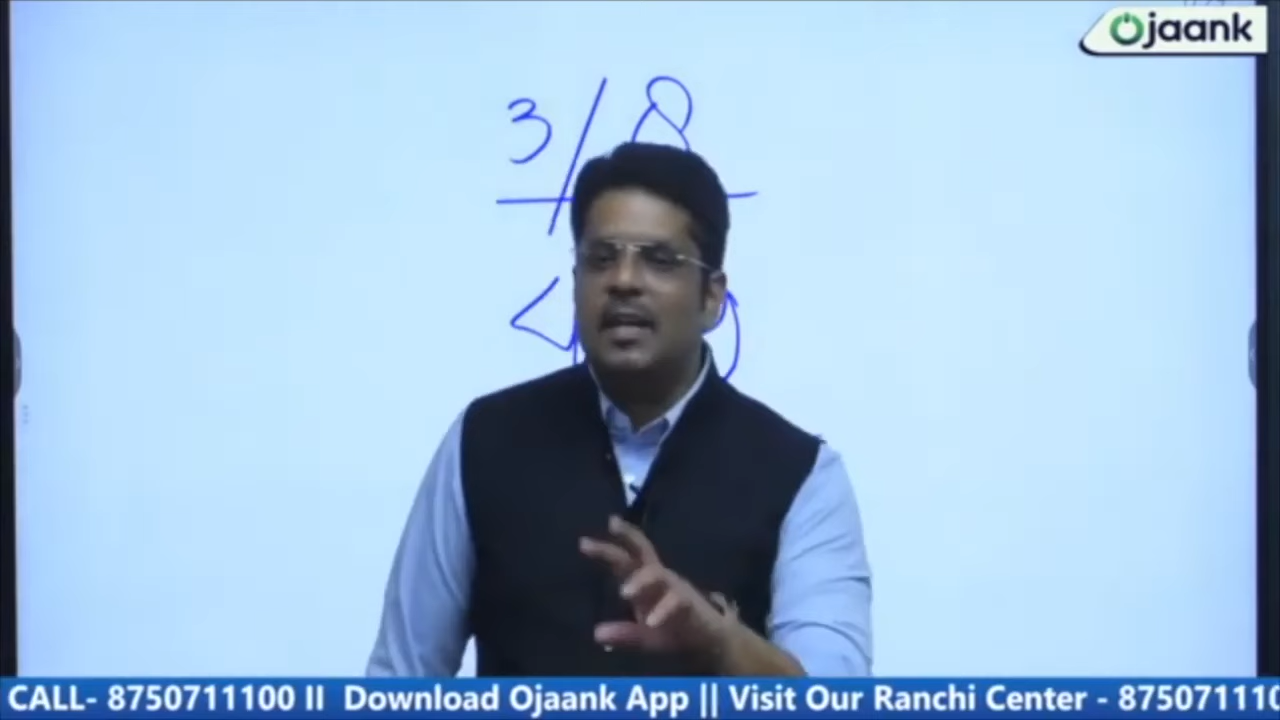 Ojaank
3/8
CALL- 8750711100 II Download Ojaank App || Visit Our Ranchi Center - 87507111